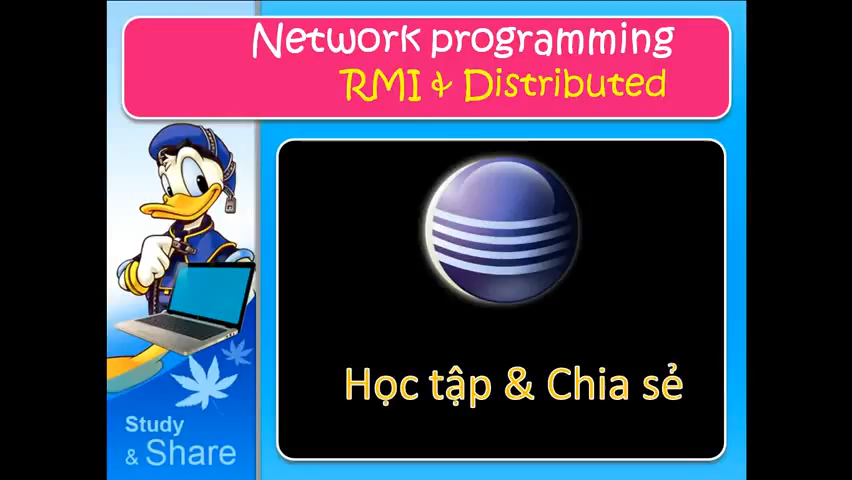 Network programming
RMI & Distributed
Học tập & Chia sẻ
Study
& Share